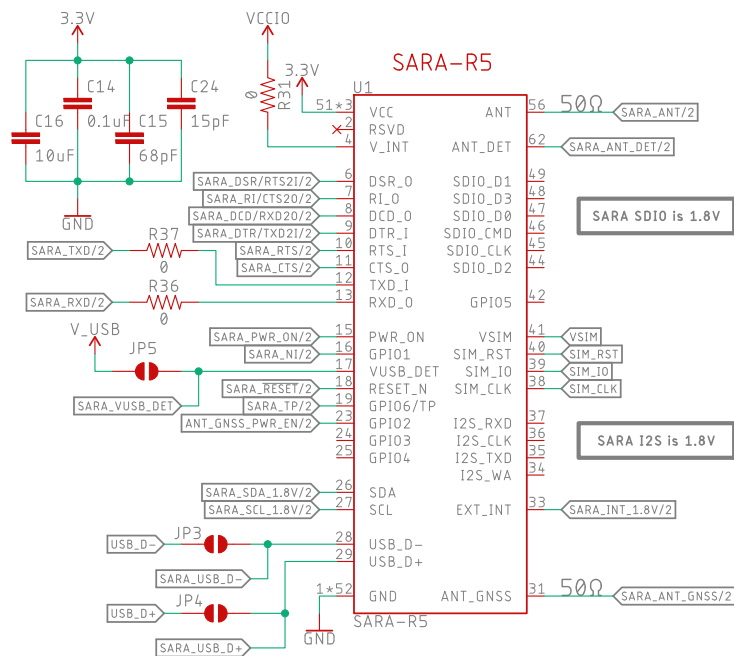 3.3V
VCCIO
SARA-R5
C14
C24
0
R31
3.3V
U1
C16
0.1uF
C15
15pF
10uF
68pF
GND
51*3
VCC
ANT
56
50Ω
SARA_ANT/2
2
RSVD
4
V_INT
ANT_DET
62
SARA_ANT_DET/2
SARA_DSR/RTS2I/2
6
DSR_O
SDIO_D1
49
SARA_RI/CTS2O/2
7
RI_O
SDIO_D3
48
SARA_DCD/RXD2O/2
8
DCD_O
SDIO_D0
47
SARA SDIO is 1.8V
SARA_DTR/TXD2I/2
9
DTR_I
SDIO_CMD
46
SARA_TXD/2
R37
0
SARA_RTS/2
10
RTS_I
SDIO_CLK
45
SARA_CTS/2
11
CTS_O
SDIO_D2
44
12
TXD_I
SARA_RXD/2
R36
0
13
RXD_O
GPIO5
42
V_USB
SARA_PWR_ON/2
15
PWR_ON
VSIM
41
VSIM
JP5
SARA_NI/2
16
GPIO1
SIM_RST
40
SIM_RST
17
VUSB_DET
SIM_IO
39
SIM_IO
SARA_RESET/2
18
RESET_N
SIM_CLK
38
SIM_CLK
SARA_VUSB_DET
SARA_TP/2
19
GPIO6/TP
ANT_GNSS_PWR_EN/2
23
GPIO2
I2S_RXD
37
24
GPIO3
I2S_CLK
36
SARA I2S is 1.8V
25
GPIO4
I2S_TXD
35
I2S_WA
34
SARA_SDA_1.8V/2
26
SDA
SARA_SCL_1.8V/2
27
SCL
EXT_INT
33
SARA_INT_1.8V/2
USB_D-
JP3
28
USB_D-
29
USB_D+
SARA_USB_D-
1*52
GND
ANT_GNSS
31
50Ω
SARA_ANT_GNSS/2
USB_D+
JP4
SARA-R5
GND
SARA_USB_D+